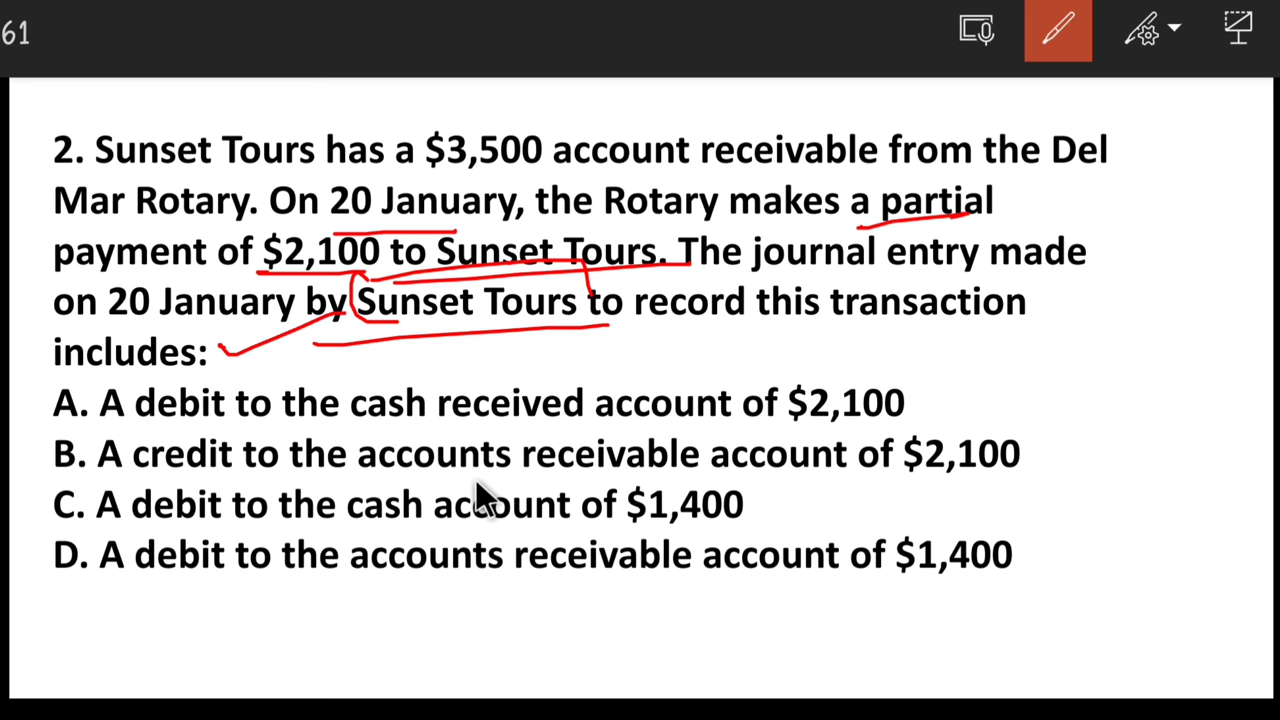 61
2. Sunset Tours has a $3,500 account receivable from the Del
Mar Rotary. On 20 January, the Rotary makes a partial
payment of $2,100 to Sunset Tours. The journal entry made
on 20 January by Sunset Tours to record this transaction
includes:
A. A debit to the cash received account of $2,100
B. A credit to the accounts receivable account of $2,100
C. A debit to the cash account of $1,400
D. A debit to the accounts receivable account of $1,400